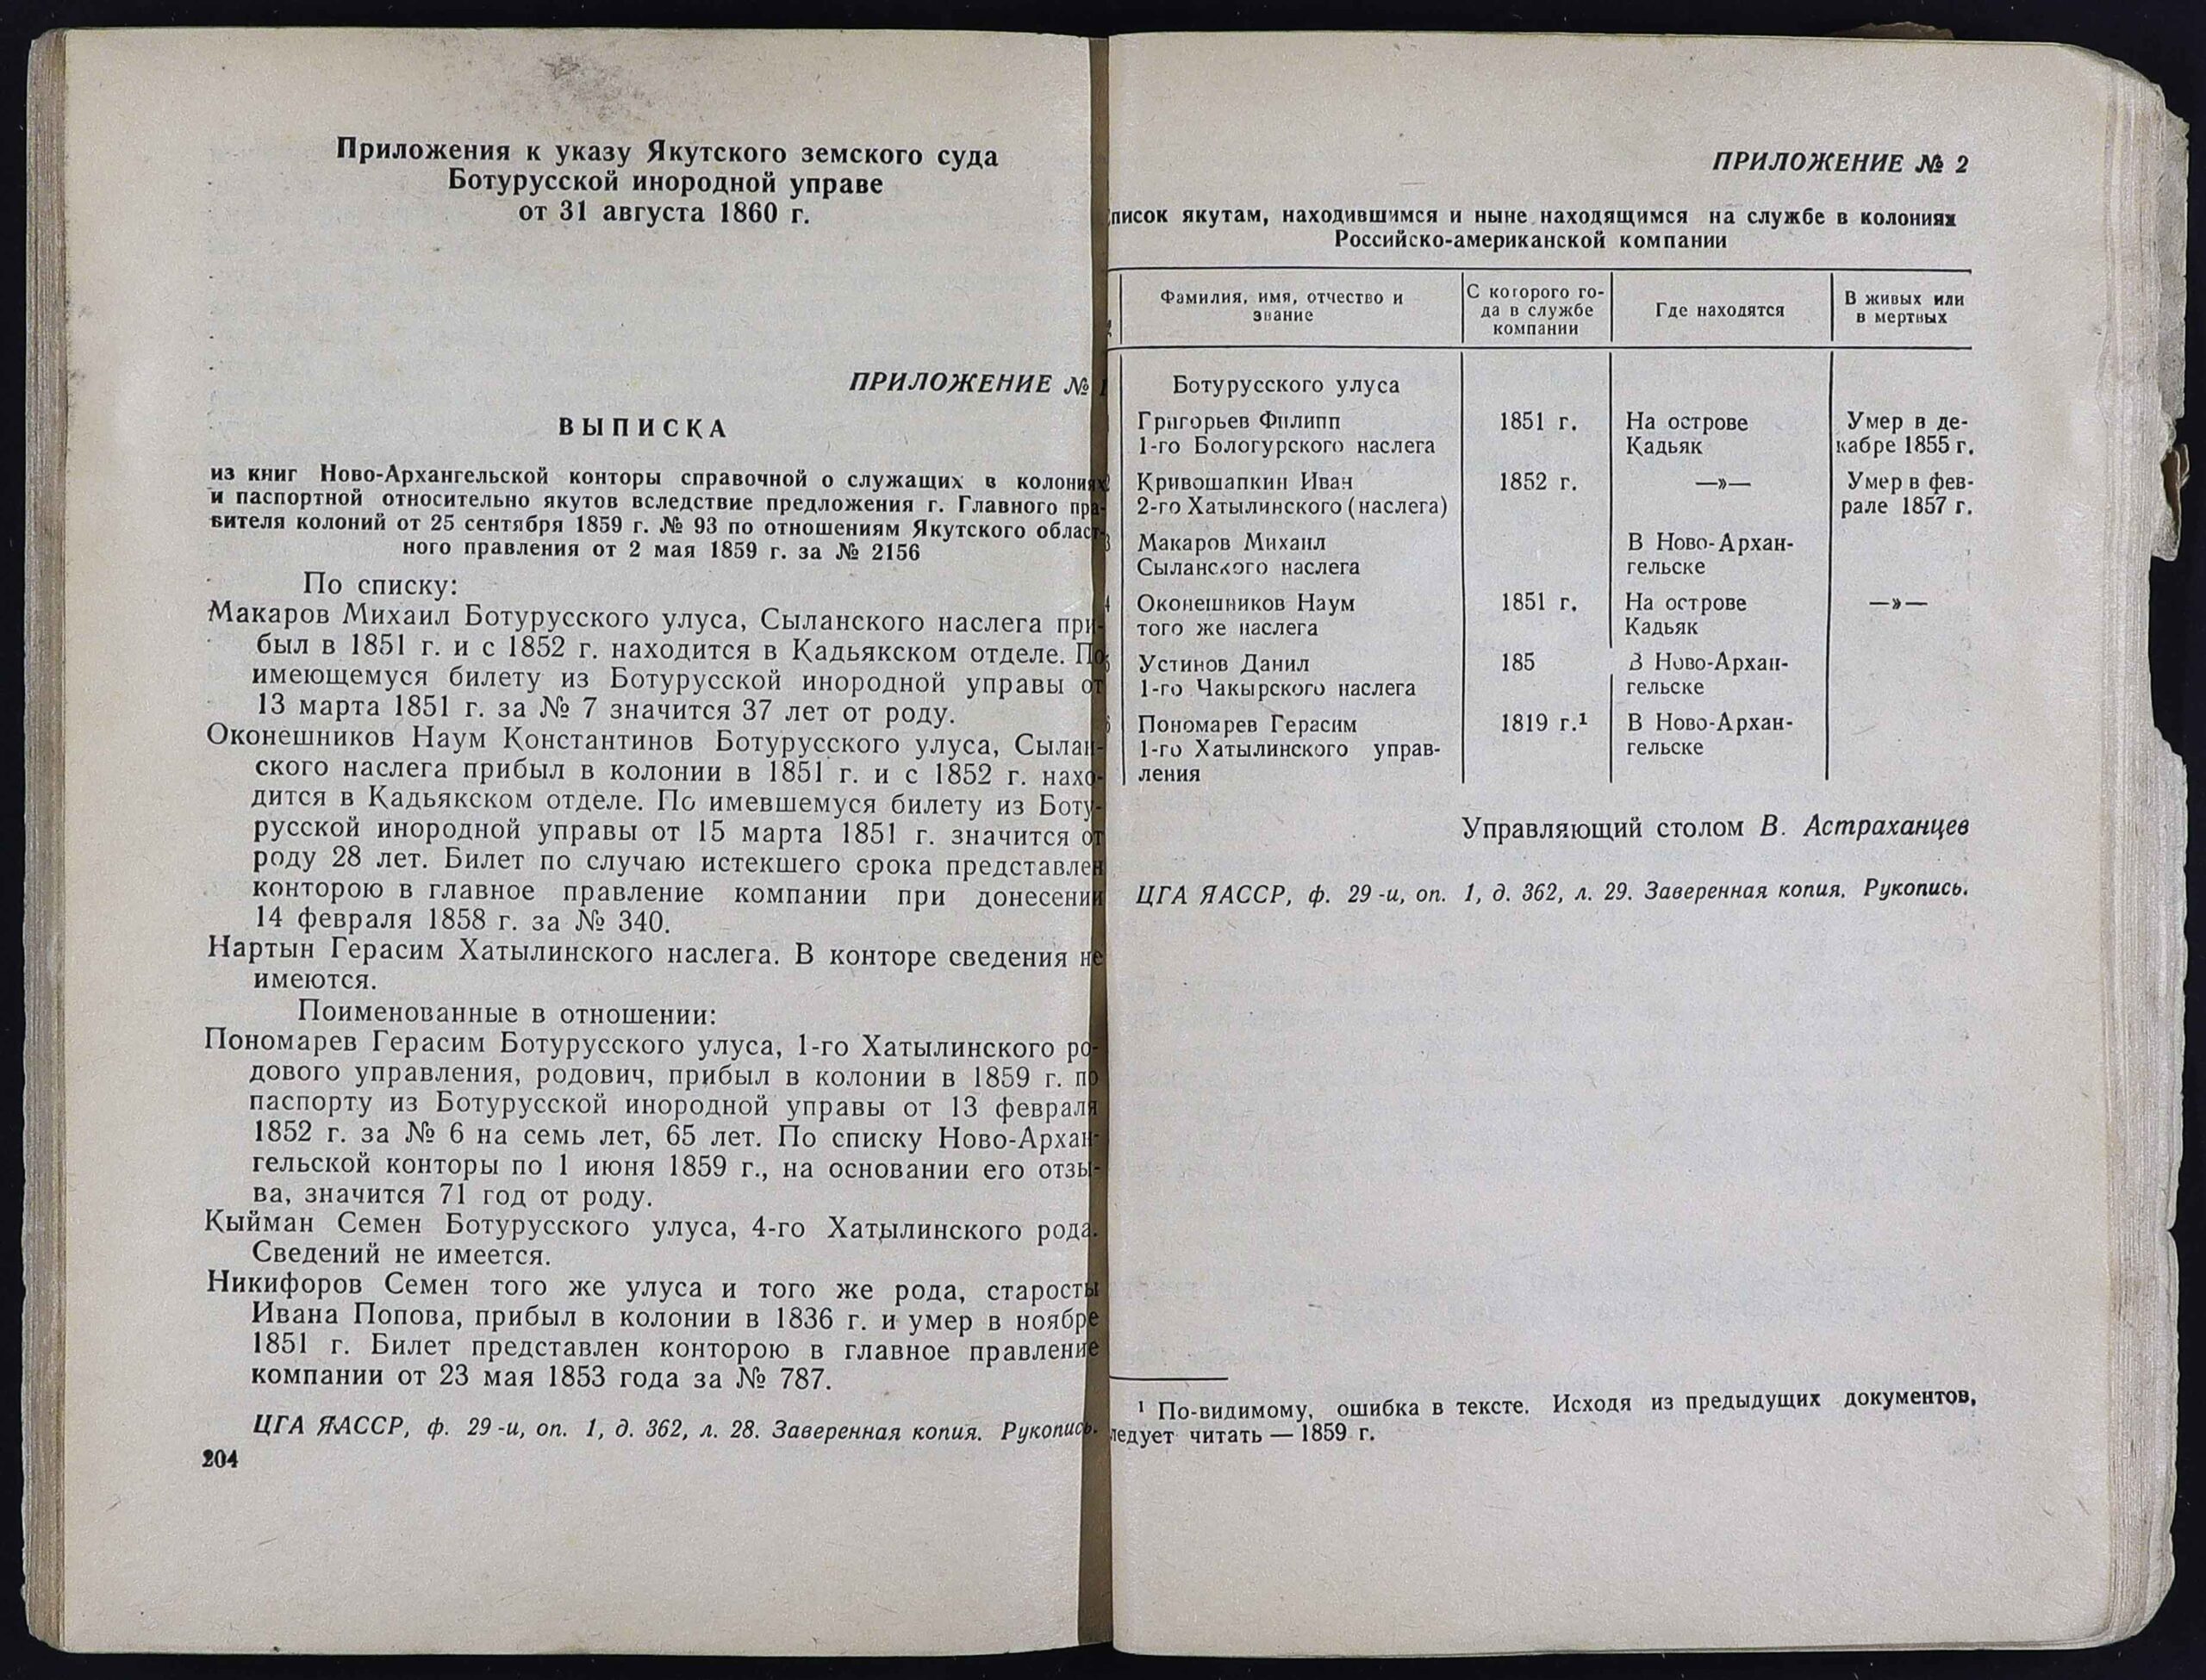 Приложения к указу Якутского земского суда
Ботурусской инородной управе
от 31 августа 1860 г.
ПРИЛОЖЕНИЕ № 1
ВЫПИСКА
из книг Ново-Архангельской конторы справочной о служащих в колониях
и паспортной относительно якутов вследствие предложения г. Главного пра-
вителя колоний от 25 сентября 1859 г. № 93 по отношениям Якутского област-
ного правления от 2 мая 1859 г. за № 2156
По списку:
Макаров Михаил Ботурусского улуса, Сыланского наслега при-
был в 1851 г. и с 1852 г. находится в Кадьякском отделе. По
имеющемуся билету из Ботурусской инородной управы от
13 марта 1851 г. за № 7 значится 37 лет от роду.
Оконешников Наум Константинов Ботурусского улуса, Сылан-
ского наслега прибыл в колонии в 1851 г. и с 1852 г. нахо-
дится в Кадьякском отделе. По имевшемуся билету из Боту-
русской инородной управы от 15 марта 1851 г. значится от
роду 28 лет. Билет по случаю истекшего срока представлен
конторою в главное правление компании при донесении
14 февраля 1858 г. за № 340.
Нартын Герасим Хатылинского наслега. В конторе сведения не
имеются.
Поименованные в отношении:
Пономарев Герасим Ботурусского улуса, 1-го Хатылинского ро-
дового управления, родович, прибыл в колонии в 1859 г. по
паспорту из Ботурусской инородной управы от 13 февраля
1852 г. за № 6 на семь лет, 65 лет. По списку Ново-Архан-
гельской конторы по 1 июня 1859 г., на основании его отзы-
ва, значится 71 год от роду.
Кыйман Семен Ботурусского улуса, 4-го Хатылинского рода.
Сведений не имеется.
Никифоров Семен того же улуса и того же рода, старосты
Ивана Попова, прибыл в колонии в 1836 г. и умер в ноябре
1851 г. Билет представлен конторою в главное правление
компании от 23 мая 1853 года за № 787.
ЦГА ЯАССР, ф. 29-и, оп. 1, д. 362, л. 28. Заверенная копия. Рукопись.
204
ПРИЛОЖЕНИЕ № 2
писок якутам, находившимся и ныне находящимся на службе в колониях
Российско-американской компании
Фамилия, имя, отчество и
звание
С которого го-
да в службе
компании
Где находятся
В живых или
в мертвых
Ботурусского улуса
Григорьев Филипп
1-го Бологурского наслега
1851 г.
На острове
Кадьяк
Умер в де-
кабре 1855 г.
Кривошапкин Иван
2-го Хатылинского (наслега)
1852 г.
—»—
Умер в фев-
рале 1857 г.
3 Макаров Михаил
Сыланского наслега
В Ново-Архан-
гельске
4 Оконешников Наум
того же наслега
1851 г.
На острове
Кадьяк
—»—
5 Устинов Данил
1-го Чакырского наслега
185
В Ново-Архан-
гельске
6 Пономарев Герасим
1-го Хатылинского управ-
ления
1819 г.¹
В Ново-Архан-
гельске
Управляющий столом В. Астраханцев
ЦГА ЯАССР, ф. 29-и, оп. 1, д. 362, л. 29. Заверенная копия. Рукопись.
¹ По-видимому, ошибка в тексте. Исходя из предыдущих документов,
ледует читать — 1859 г.